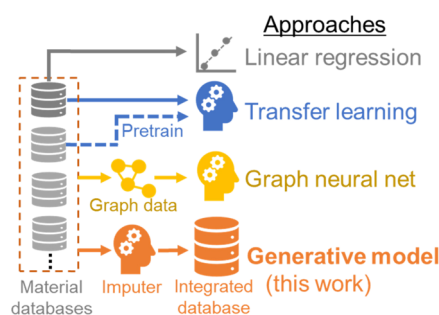 Approaches
Linear regression
Transfer learning
Pretrain
Graph neural net
Graph data
Generative model
(this work)
Material
databases
Imputer
Integrated
database